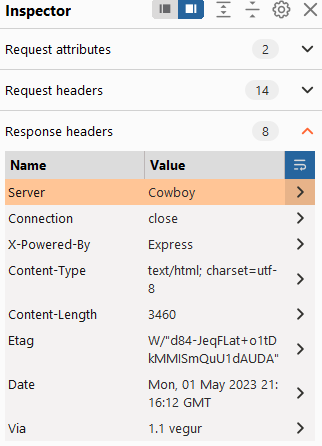 Inspector
Request attributes 2
Request headers 14
Response headers 8
Name Value
Server Cowboy
Connection close
X-Powered-By Express
Content-Type text/html; charset=utf-
8
Content-Length 3460
Etag W/"d84-JeqFLat+o1tD
kMMISmQuU1dAUDA"
Date Mon, 01 May 2023 21:
16:12 GMT
Via 1.1 vegur